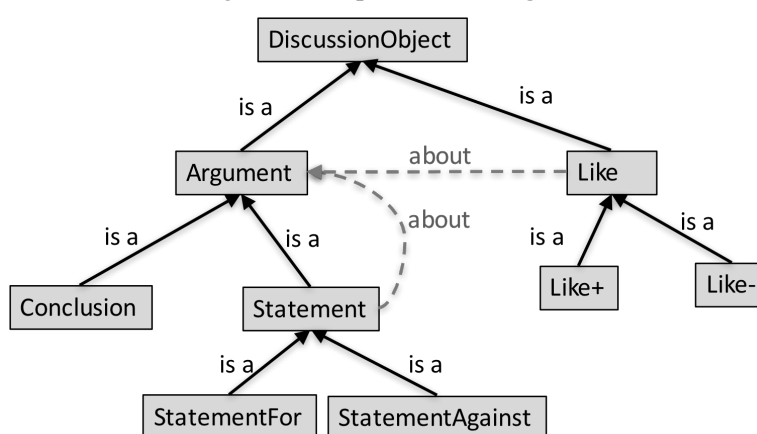 DiscussionObject
is a
is a
Argument
about
Like
is a
is a
about
is a
is a
Conclusion
Statement
Like+
Like-
is a
is a
StatementFor
StatementAgainst